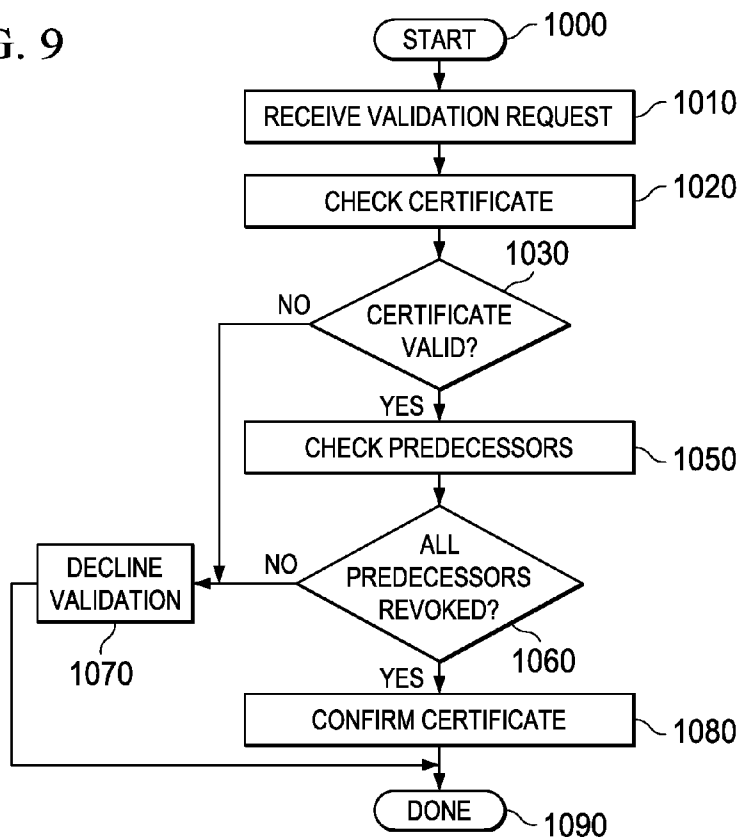 G. 9
START
1000
RECEIVE VALIDATION REQUEST
1010
CHECK CERTIFICATE
1020
1030
NO
CERTIFICATE
VALID?
YES
CHECK PREDECESSORS
1050
DECLINE
VALIDATION
1070
NO
ALL
PREDECESSORS
REVOKED?
1060
YES
CONFIRM CERTIFICATE
1080
DONE
1090